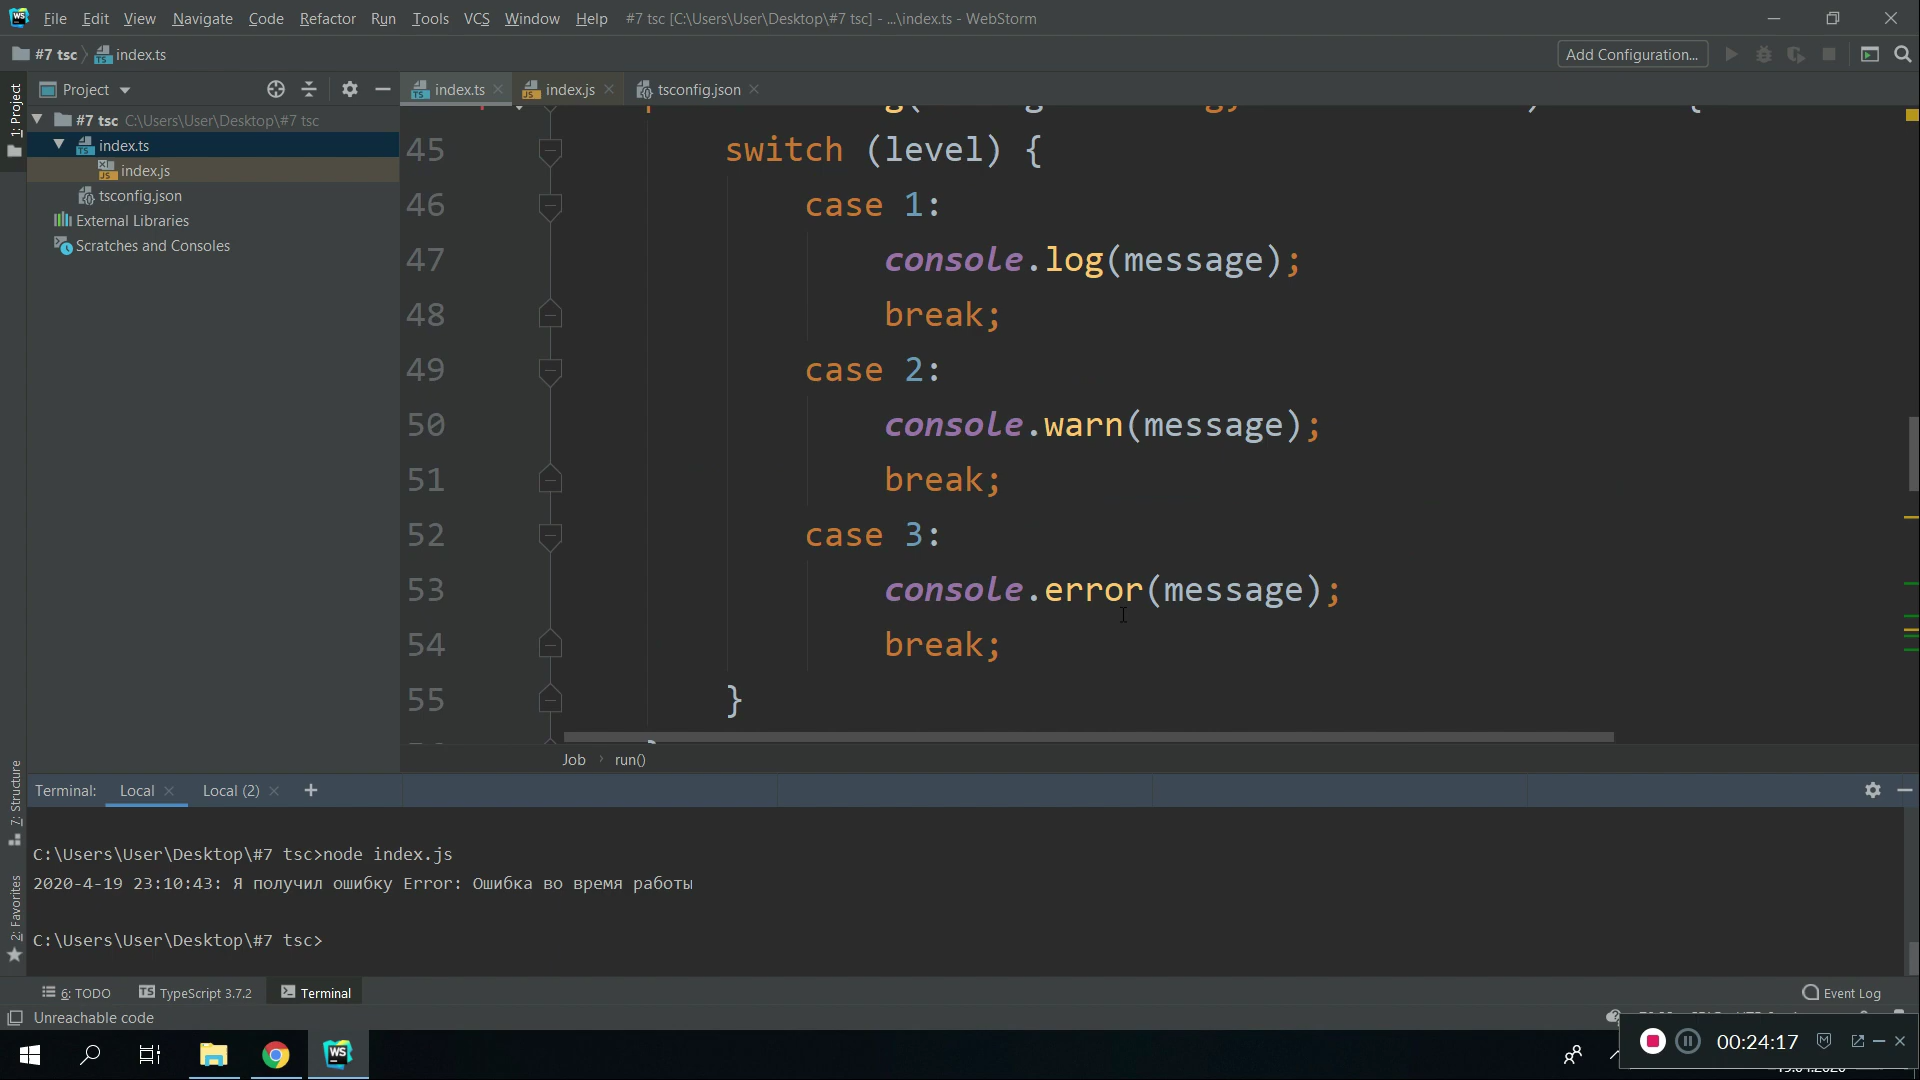 File Edit View Navigate Code Refactor Run Tools VCS Window Help #7 tsc [C:\Users\User\Desktop\#7 tsc] - ...\index.ts - WebStorm
#7 tsc index.ts Add Configuration...
1: Project
Project
index.ts index.js tsconfig.json
#7 tsc C:\Users\User\Desktop\#7 tsc
index.ts
index.js
tsconfig.json
External Libraries
Scratches and Consoles
45 switch (level) {
46 case 1:
47 console.log(message);
48 break;
49 case 2:
50 console.warn(message);
51 break;
52 case 3:
53 console.error(message);
54 break;
55 }
Job run()
7: Structure
2: Favorites
Terminal: Local Local (2) +
C:\Users\User\Desktop\#7 tsc>node index.js
2020-4-19 23:10:43: Я получил ошибку Error: Ошибка во время работы
C:\Users\User\Desktop\#7 tsc>
6: TODO TypeScript 3.7.2 Terminal Event Log
Unreachable code
00:24:17